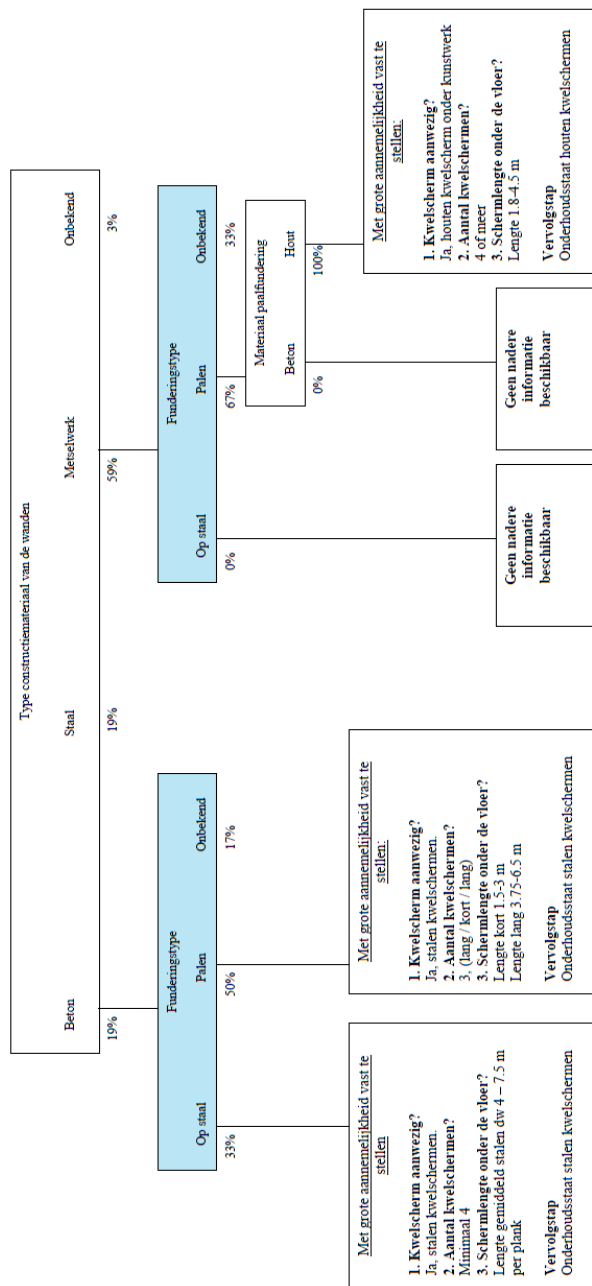 Type constructiemateriaal van de wanden
Beton Staal Metselwerk Onbekend
19% 19% 59% 3%
Funderingstype
Op staal Palen Onbekend
33% 50% 17%
Funderingstype
Op staal Palen Onbekend
0% 67% 33%
Materiaal paalfundering
Beton Hout
0% 100%
Met grote aannemelijkheid vast te
stellen
1. Kwelscherm aanwezig?
Ja, stalen kwelschermen.
2. Aantal kwelschermen?
Minimaal 4
3. Schermlengte onder de vloer?
Lengte gemiddeld stalen dw 4 – 7.5 m
per plank
Vervolgstap
Onderhoudsstaat stalen kwelschermen
Met grote aannemelijkheid vast te
stellen:
1. Kwelscherm aanwezig?
Ja, stalen kwelschermen.
2. Aantal kwelschermen?
3, (lang / kort / lang)
3. Schermlengte onder de vloer?
Lengte kort 1.5-3 m
Lengte lang 3.75-6.5 m
Vervolgstap
Onderhoudsstaat stalen kwelschermen
Geen nadere
informatie
beschikbaar
Geen nadere
informatie
beschikbaar
Met grote aannemelijkheid vast te
stellen:
1. Kwelscherm aanwezig?
Ja, houten kwelscherm onder kunstwerk
2. Aantal kwelschermen?
4 of meer
3. Schermlengte onder de vloer?
Lengte 1.8-4.5 m
Vervolgstap
Onderhoudsstaat houten kwelschermen